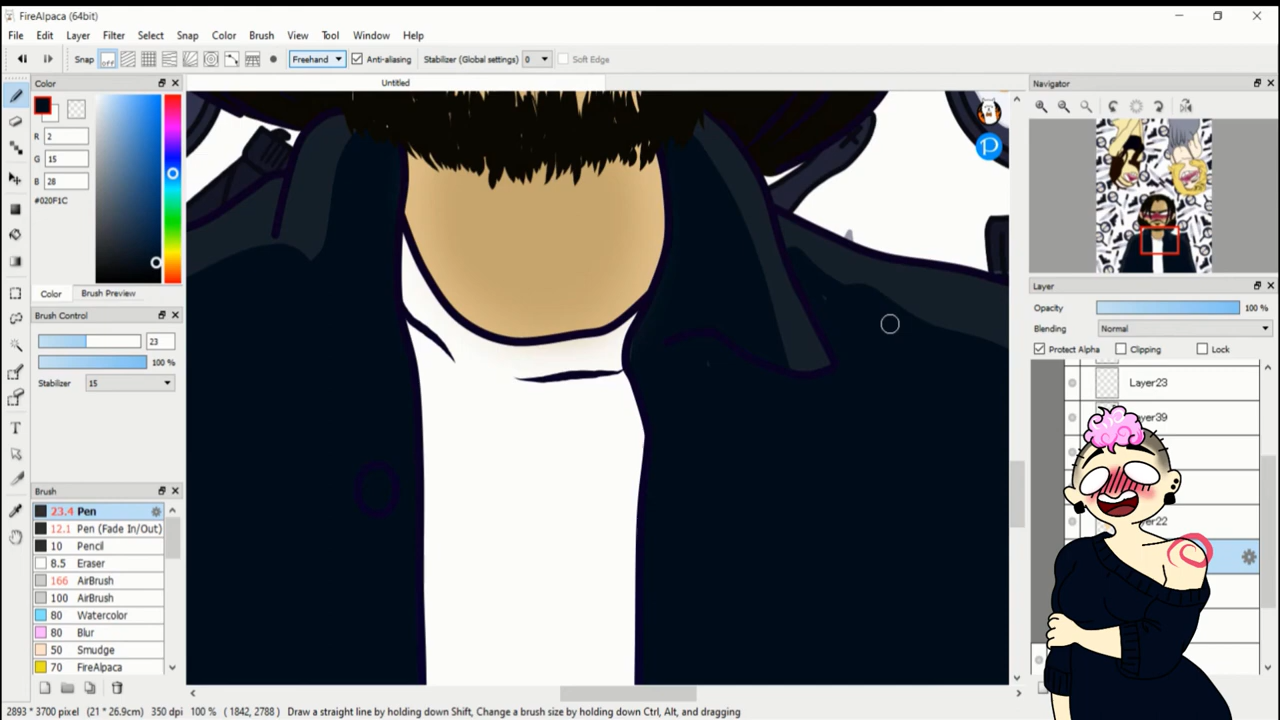 FireAlpaca (64bit)
File Edit Layer Filter Select Snap Color Brush View Tool Window Help
Snap off Freehand Anti-aliasing Stabilizer (Global settings) 0 Soft Edge
Color Untitled Navigator
R 2
G 15
B 28
#020F1C
Color Brush Preview
Brush Control
23
100 %
Stabilizer 15
Layer
Opacity 100 %
Blending Normal
Protect Alpha Clipping Lock
Layer23
yer39
yer22
Brush
23.4 Pen
12.1 Pen (Fade In/Out)
10 Pencil
8.5 Eraser
166 AirBrush
100 AirBrush
80 Watercolor
80 Blur
50 Smudge
70 FireAlpaca
2893 * 3700 pixel (21 * 26.9cm) 350 dpi 100 % ( 1842, 2788 ) Draw a straight line by holding down Shift, Change a brush size by holding down Ctrl, Alt, and dragging